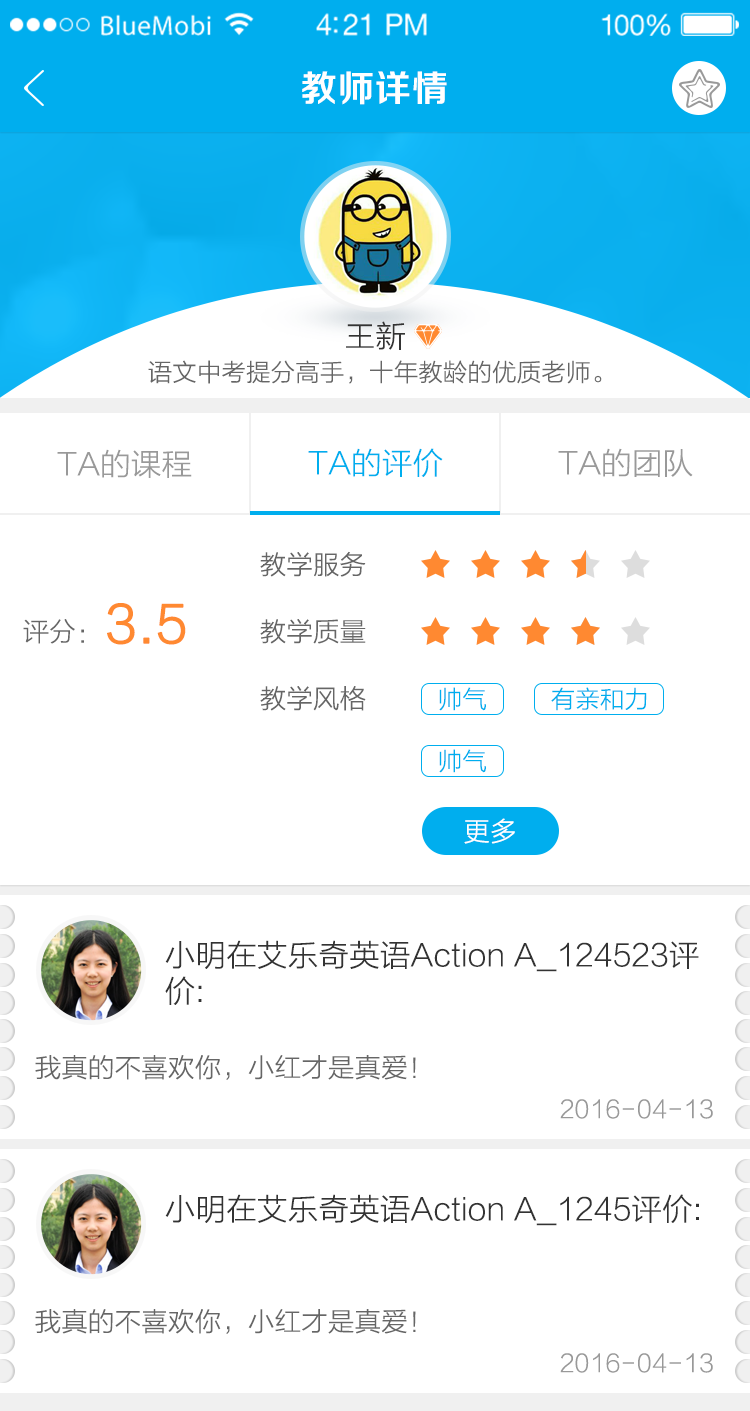 BlueMobi 4:21 PM 100%
教师详情
王新
语文中考提分高手，十年教龄的优质老师。
TA的课程 TA的评价 TA的团队
教学服务
评分：3.5 教学质量
教学风格 帅气 有亲和力
帅气
更多
小明在艾乐奇英语Action A_124523评
价:
我真的不喜欢你，小红才是真爱！
2016-04-13
小明在艾乐奇英语Action A_1245评价:
我真的不喜欢你，小红才是真爱！
2016-04-13